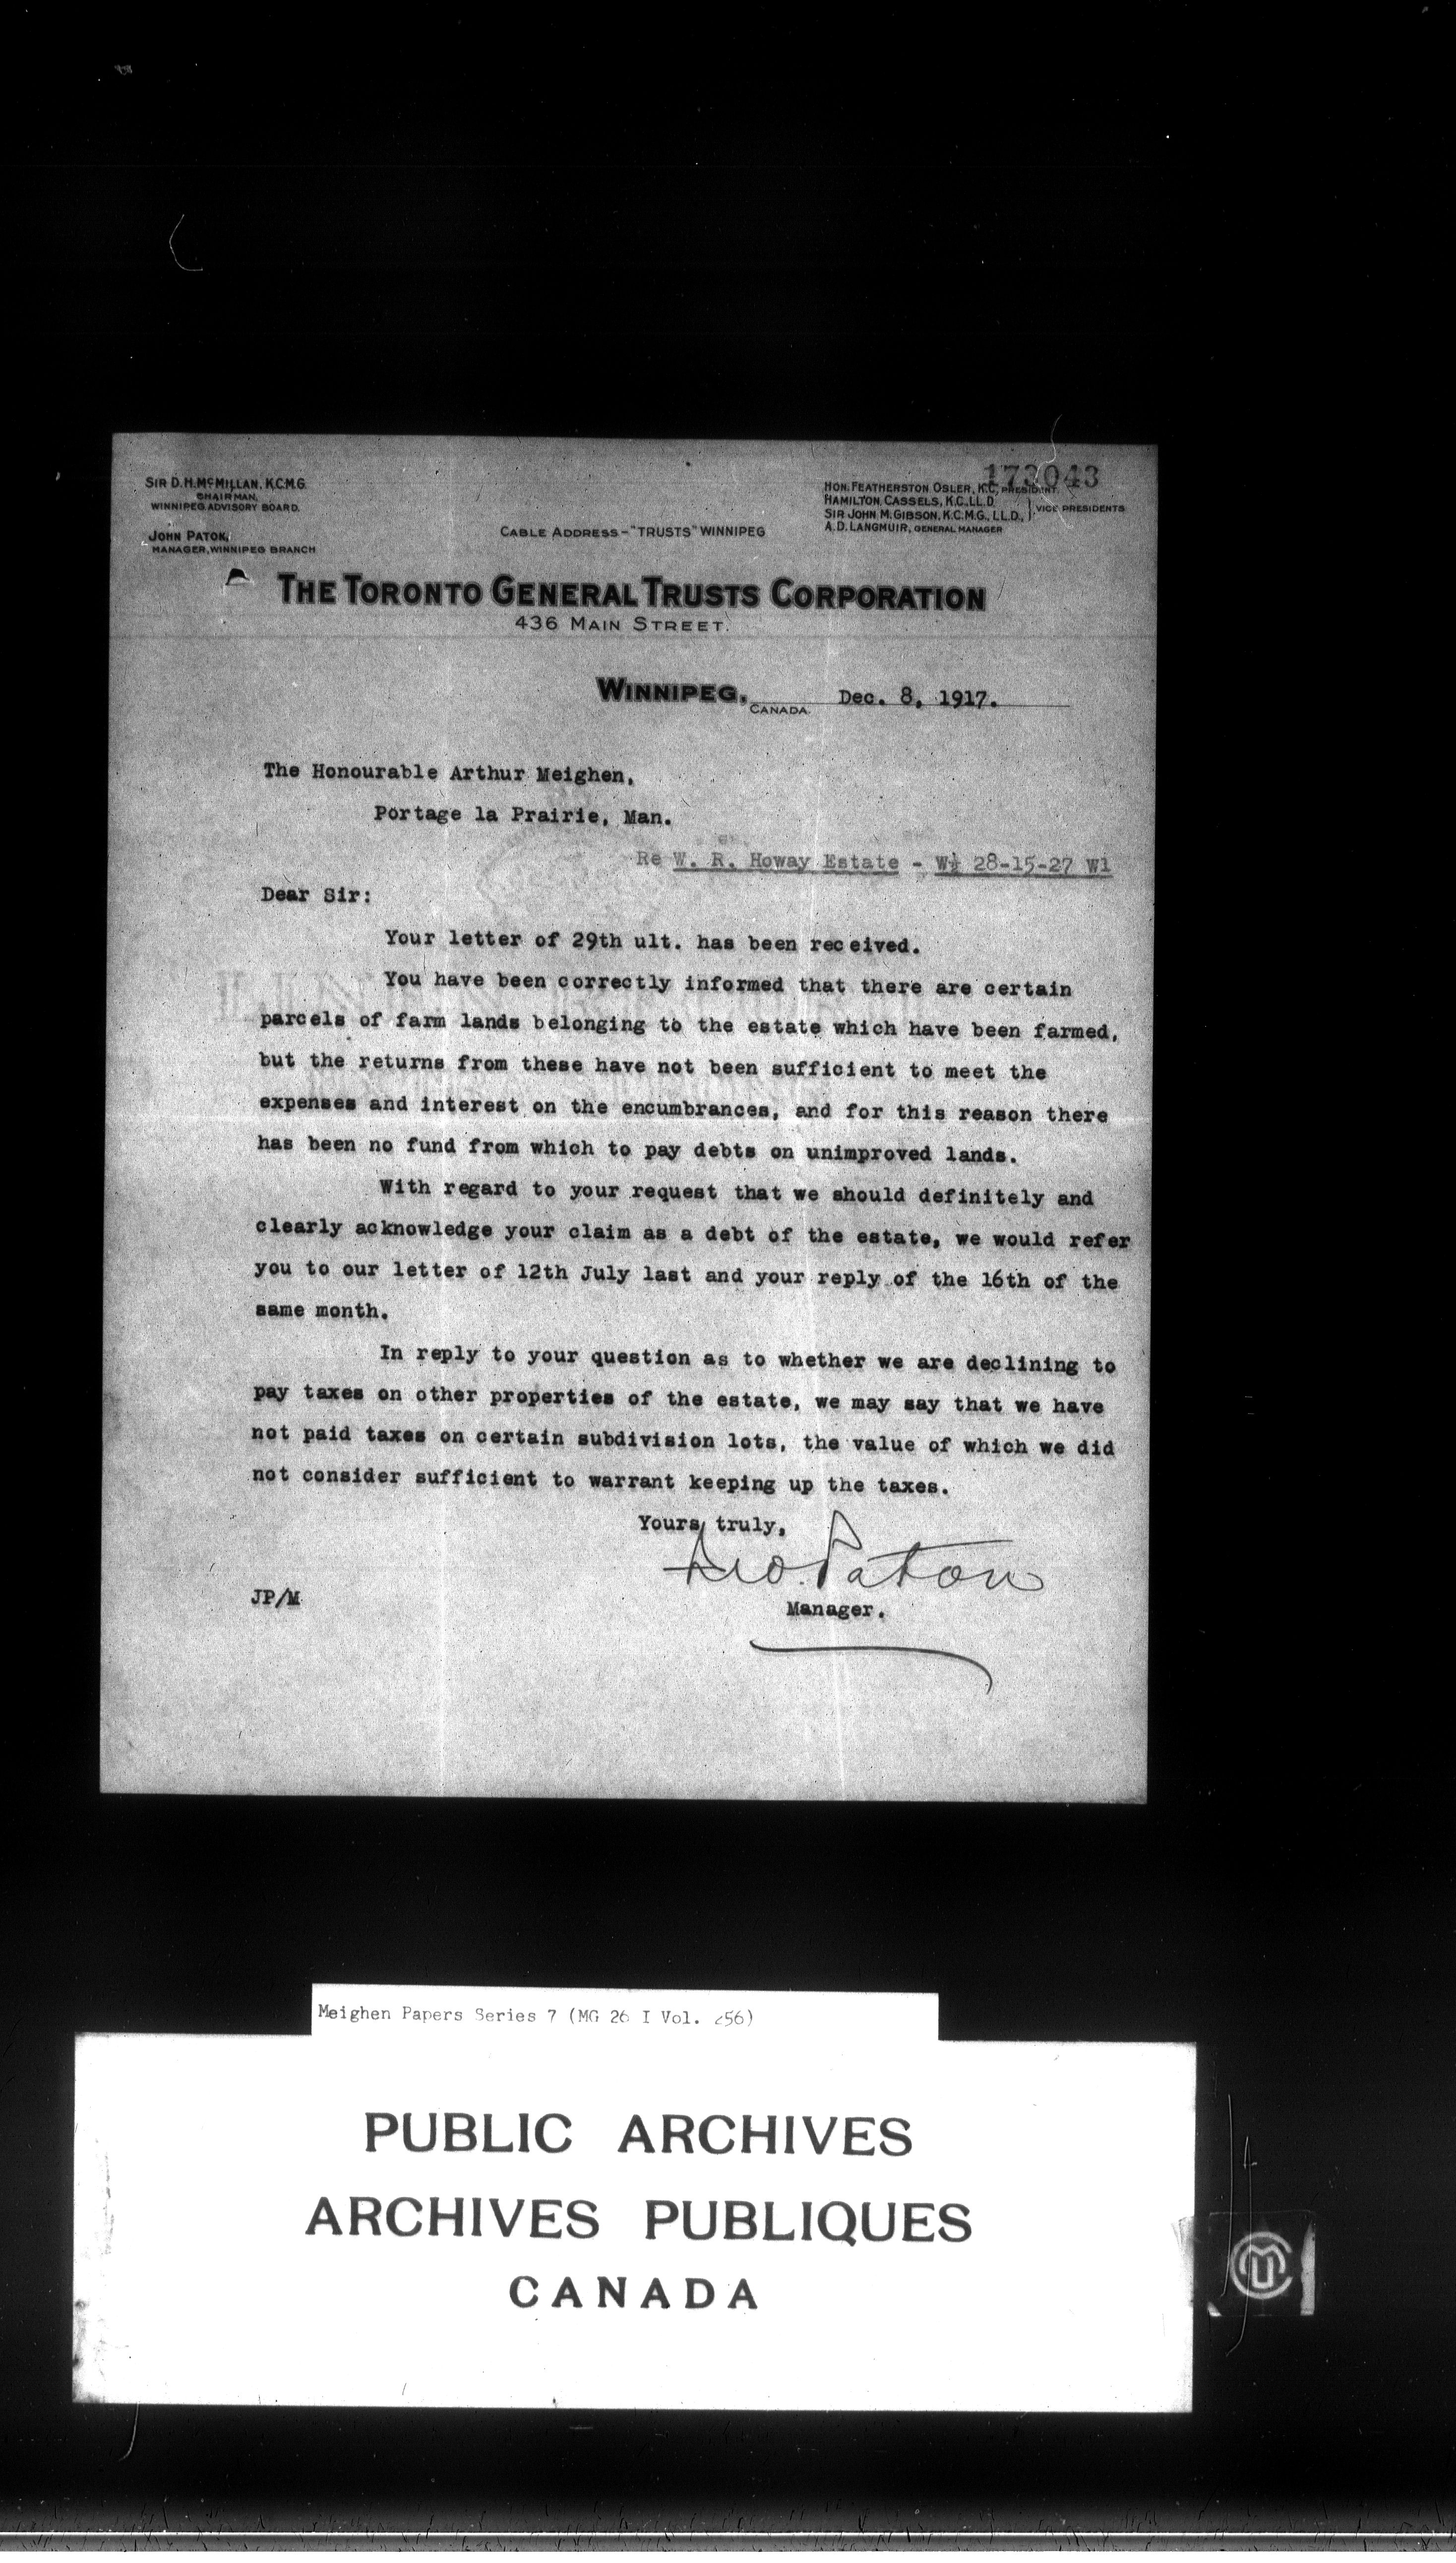 173043
SIR D.H.McMILLAN, K.C.M.G.
CHAIRMAN,
WINNIPEG ADVISORY BOARD.
JOHN PATON,
MANAGER, WINNIPEG BRANCH
CABLE ADDRESS-"TRUSTS" WINNIPEG
HON. FEATHERSTON OSLER, K.C., PRESIDENT.
HAMILTON CASSELS, K.C., LL.D.
SIR JOHN M. GIBSON, K.C.M.G., LL.D., VICE PRESIDENTS
A.D. LANGMUIR, GENERAL MANAGER
THE TORONTO GENERAL TRUSTS CORPORATION
436 MAIN STREET.
WINNIPEG, CANADA. Dec. 8, 1917.
The Honourable Arthur Meighen,
Portage la Prairie, Man.
Re W. R. Howay Estate - W½ 28-15-27 W1
Dear Sir:
Your letter of 29th ult. has been received.
You have been correctly informed that there are certain
parcels of farm lands belonging to the estate which have been farmed,
but the returns from these have not been sufficient to meet the
expenses and interest on the encumbrances, and for this reason there
has been no fund from which to pay debts on unimproved lands.
With regard to your request that we should definitely and
clearly acknowledge your claim as a debt of the estate, we would refer
you to our letter of 12th July last and your reply of the 16th of the
same month.
In reply to your question as to whether we are declining to
pay taxes on other properties of the estate, we may say that we have
not paid taxes on certain subdivision lots, the value of which we did
not consider sufficient to warrant keeping up the taxes.
Yours truly,
Jno. Paton
JP/M
Manager.
Meighen Papers Series 7 (MG 26 I Vol. 256)
PUBLIC ARCHIVES
ARCHIVES PUBLIQUES
CANADA